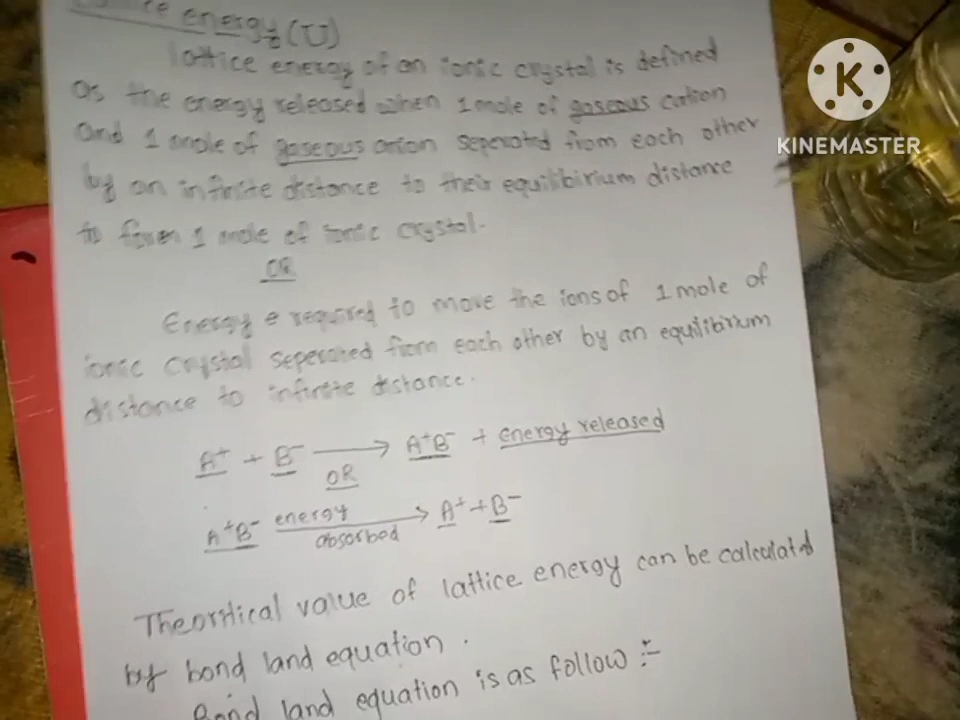 energy (U)
lattice energy of an ionic crystal is defined
as the energy released when 1 mole of gaseous cation
and 1 mole of gaseous anion seperated from each other
by an infinite distance to their equilibirium distance
to form 1 mole of ionic crystal.
OR
Energy e required to move the ions of 1 mole of
ionic crystal seperated from each other by an equilibirium
distance to infinite distance.
A⁺ + B⁻ → A⁺B⁻ + energy released
OR
A⁺B⁻ energy absorbed → A⁺ + B⁻
Theoritical value of lattice energy can be calculated
by bond land equation.
Bond land equation is as follow :-
K
KINEMASTER